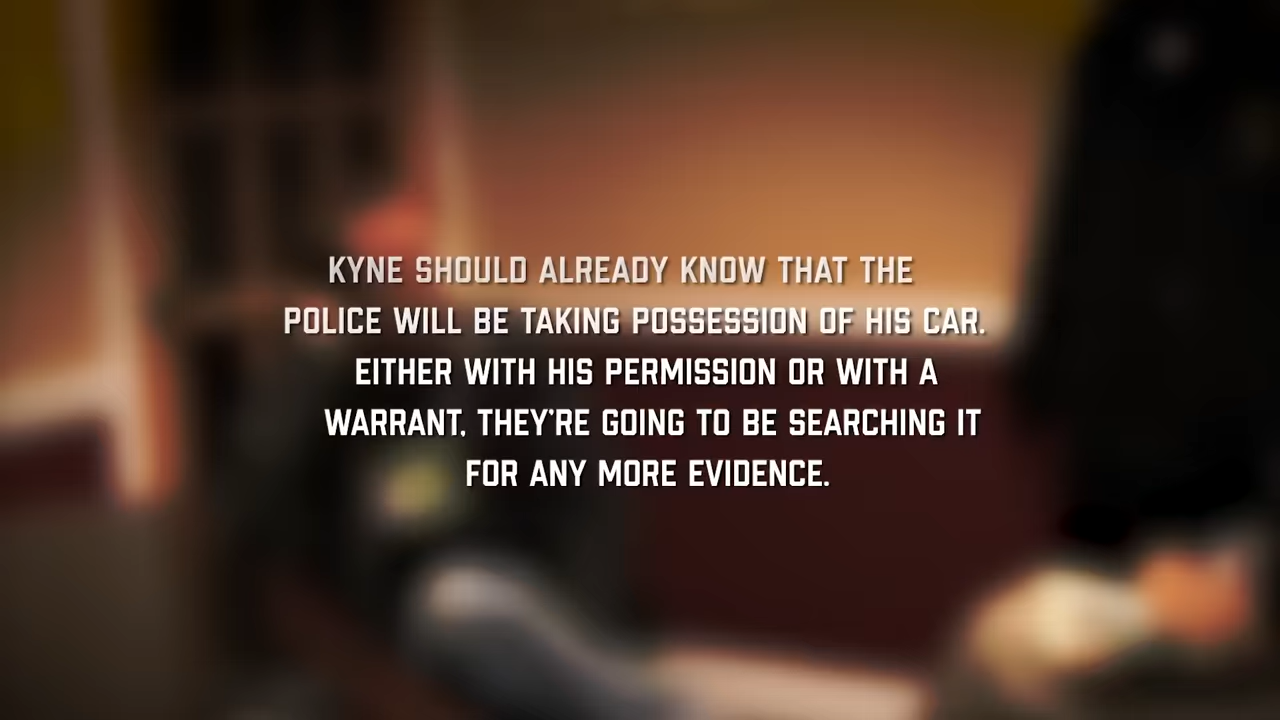 KYNE SHOULD ALREADY KNOW THAT THE
POLICE WILL BE TAKING POSSESSION OF HIS CAR.
EITHER WITH HIS PERMISSION OR WITH A
WARRANT, THEY'RE GOING TO BE SEARCHING IT
FOR ANY MORE EVIDENCE.